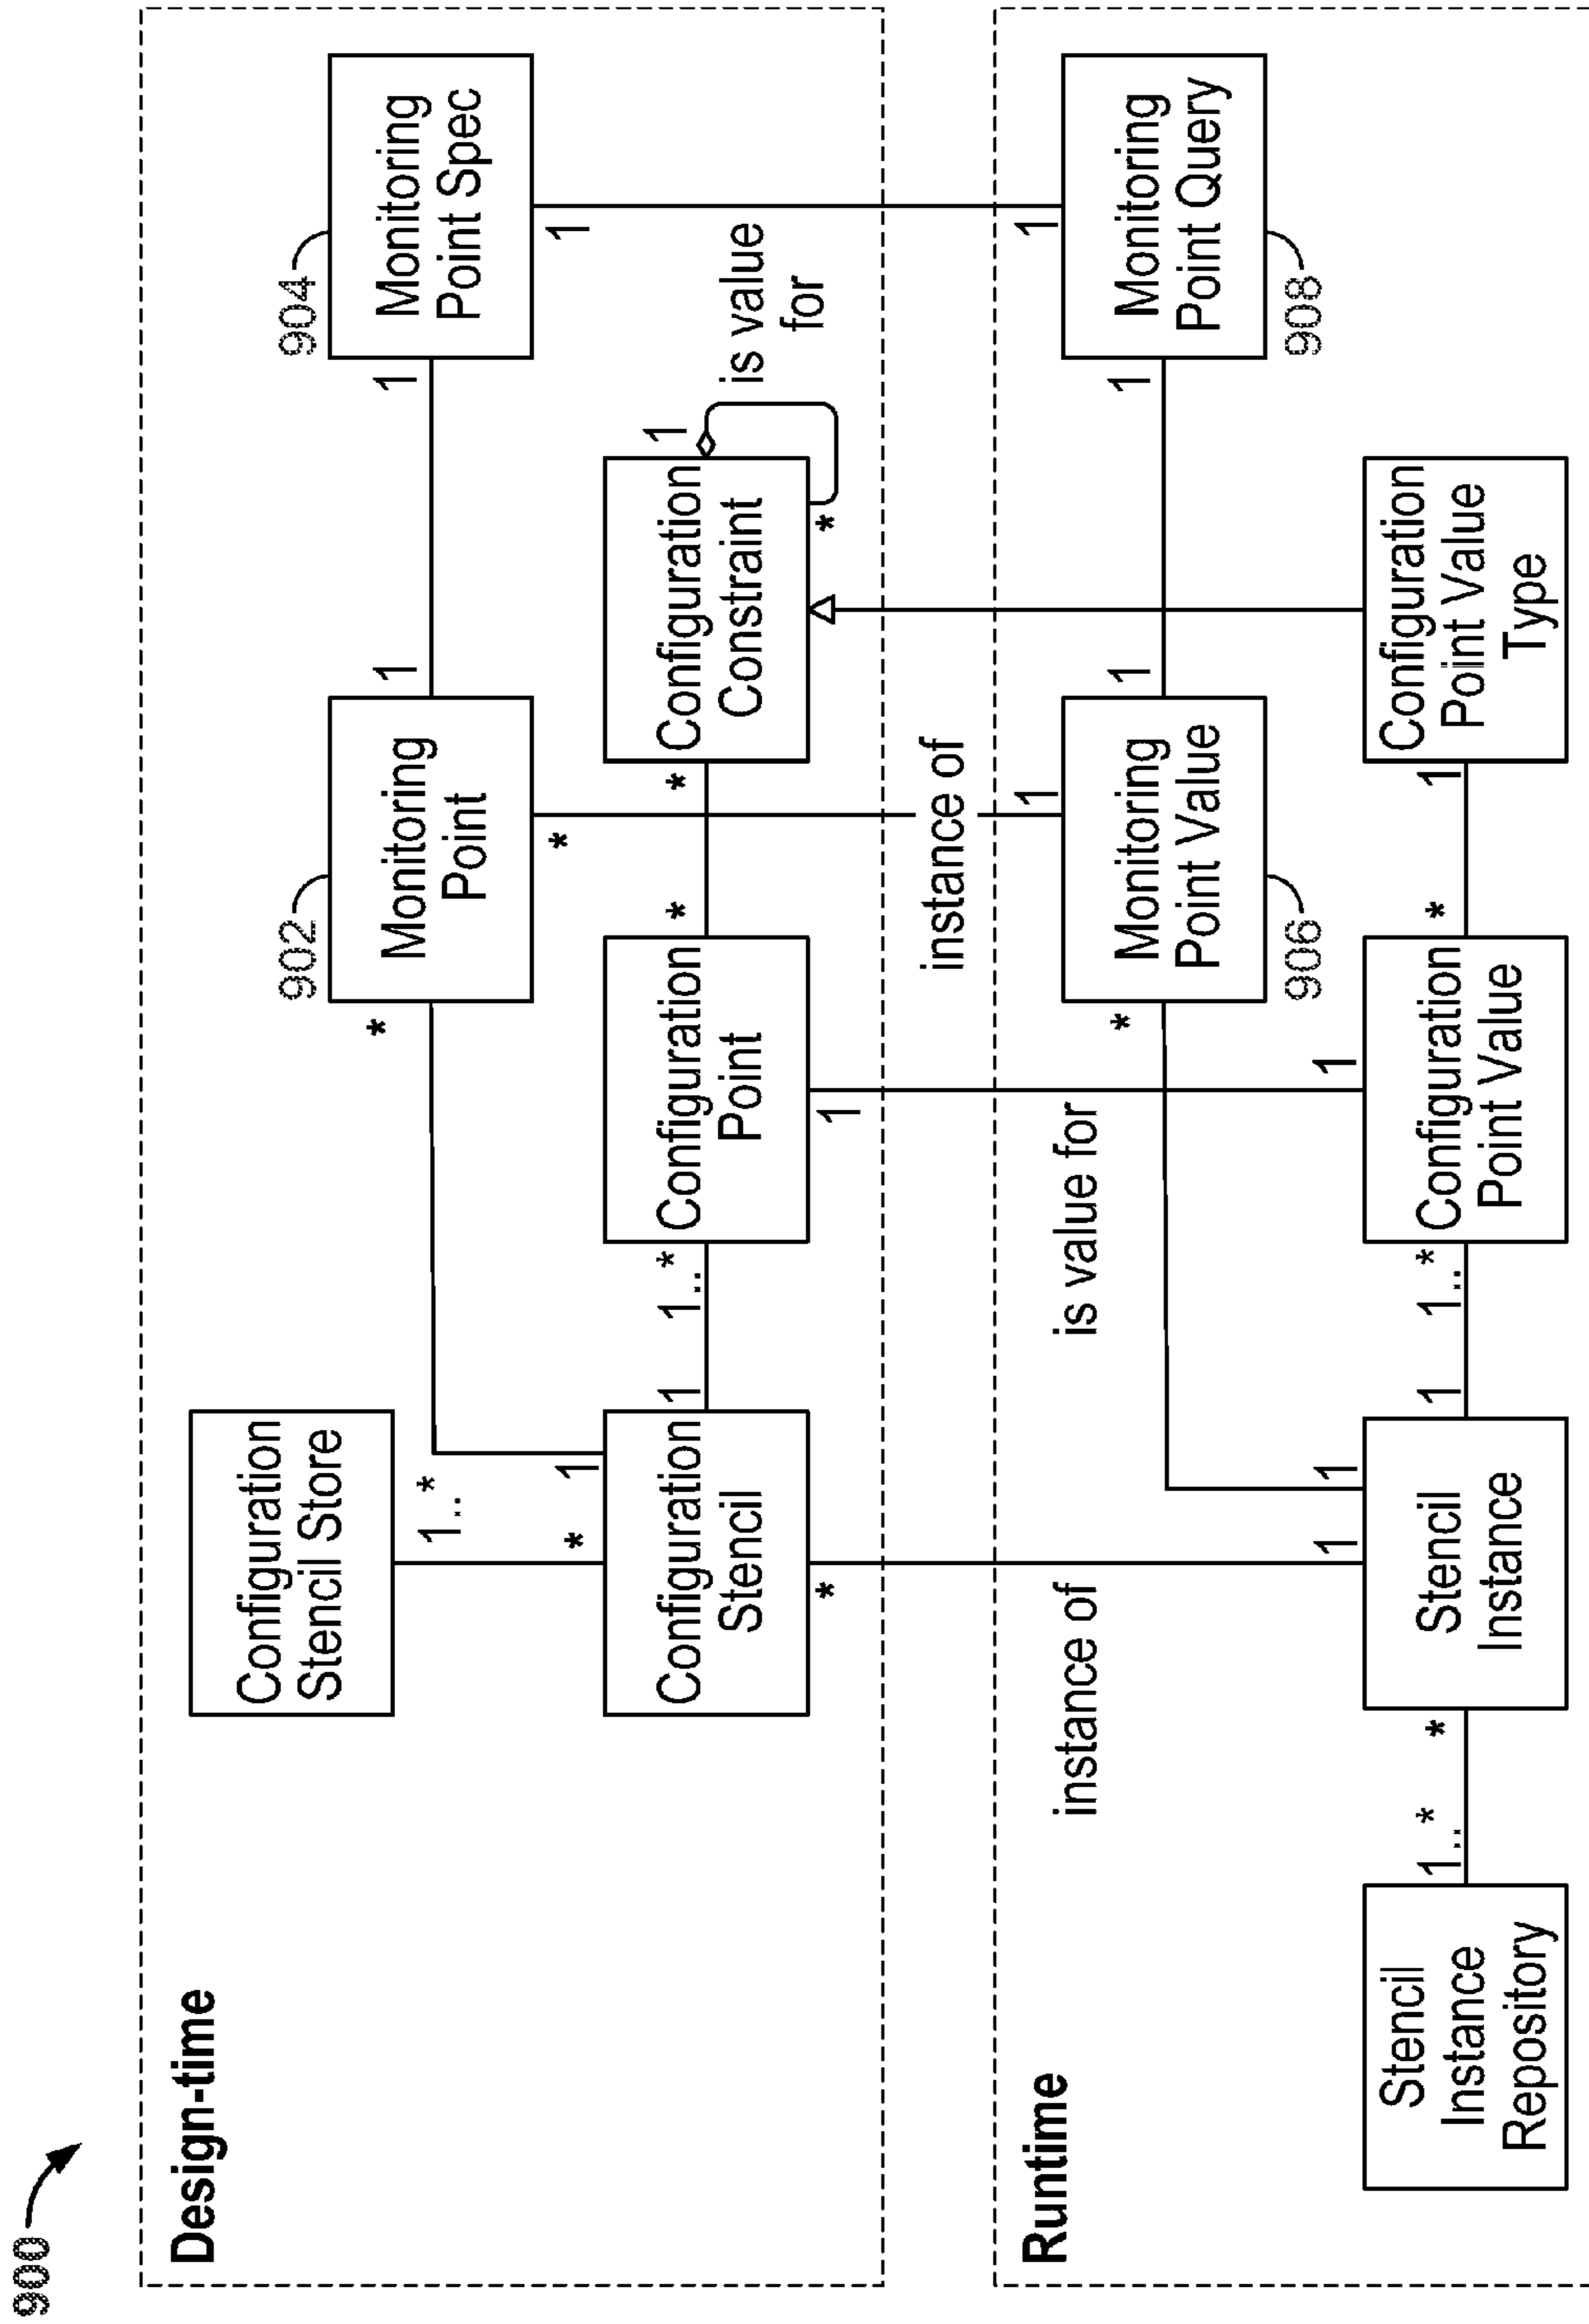 900
Design-time
Configuration
Stencil Store
1..*
*
1
Configuration
Stencil
*
1
1..*
Configuration
Point
1
*
*
Configuration
Constraint
1
*
is value
for
*
902
Monitoring
Point
*
1
1
904
Monitoring
Point Spec
1
instance of
instance of
is value for
Runtime
Stencil
Instance
Repository
1..*
*
Stencil
Instance
1
1
1
1..*
Configuration
Point Value
1
*
1
Configuration
Point Value
Type
*
Monitoring
Point Value
906
1
1
1
Monitoring
Point Query
908
1